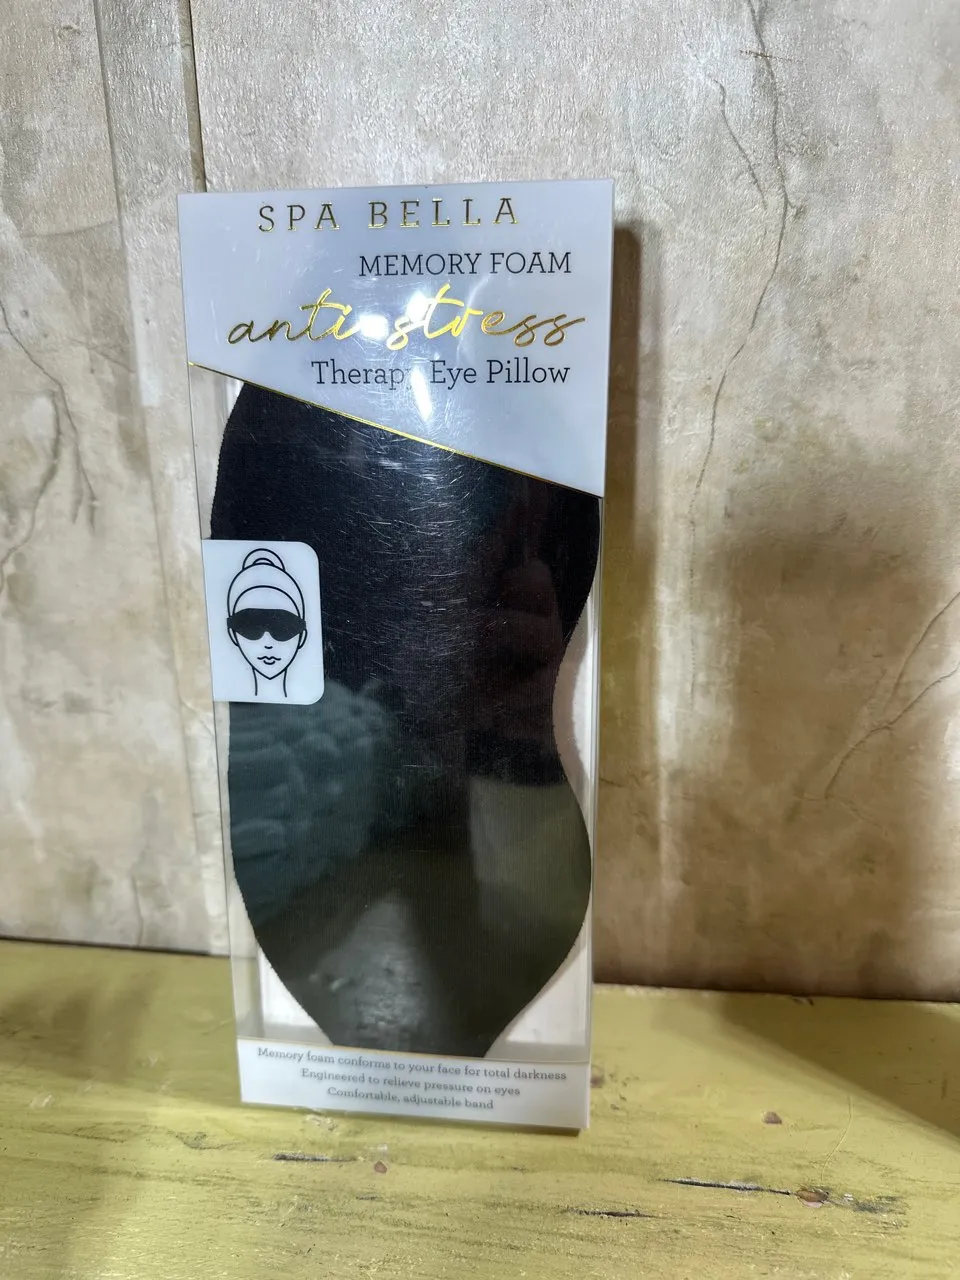 SPA BELLA
MEMORY FOAM
anti-stress
Therapy Eye Pillow
Memory foam conforms to your face for total darkness
Engineered to relieve pressure on eyes
Comfortable, adjustable band